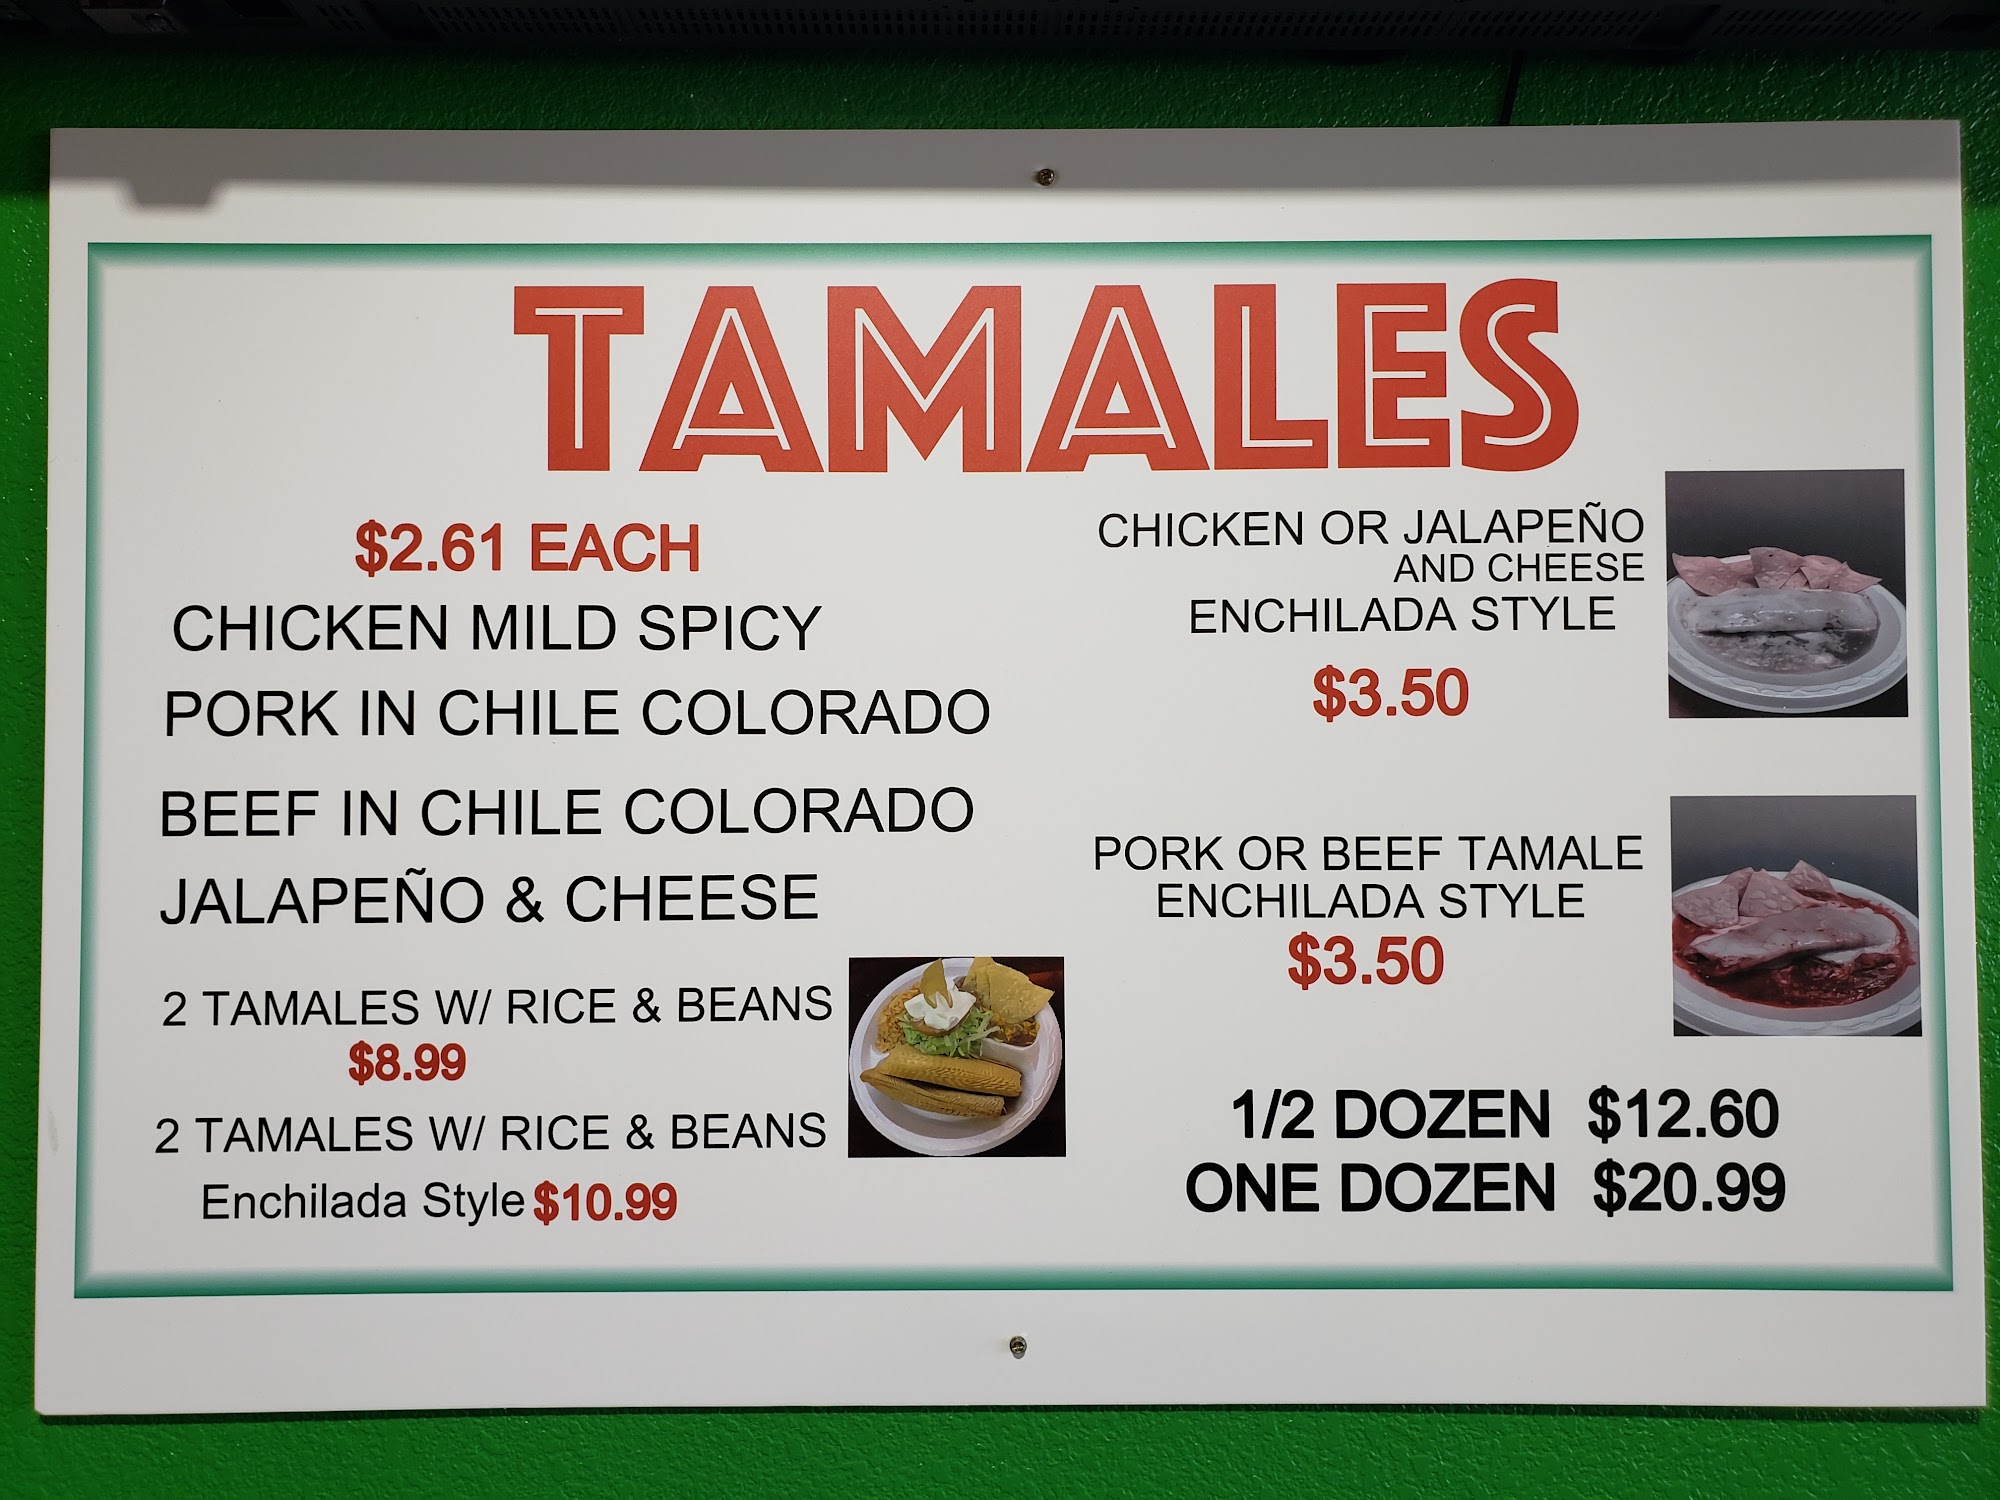 TAMALES
$2.61 EACH
CHICKEN MILD SPICY
PORK IN CHILE COLORADO
BEEF IN CHILE COLORADO
JALAPEÑO & CHEESE
2 TAMALES W/ RICE & BEANS
$8.99
2 TAMALES W/ RICE & BEANS
Enchilada Style $10.99
CHICKEN OR JALAPEÑO
AND CHEESE
ENCHILADA STYLE
$3.50
PORK OR BEEF TAMALE
ENCHILADA STYLE
$3.50
1/2 DOZEN $12.60
ONE DOZEN $20.99